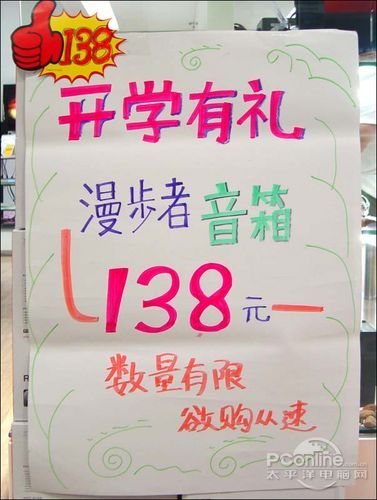 138
开学有礼
漫步者 音箱
138元
数量有限
欲购从速
PConline
太平洋电脑网